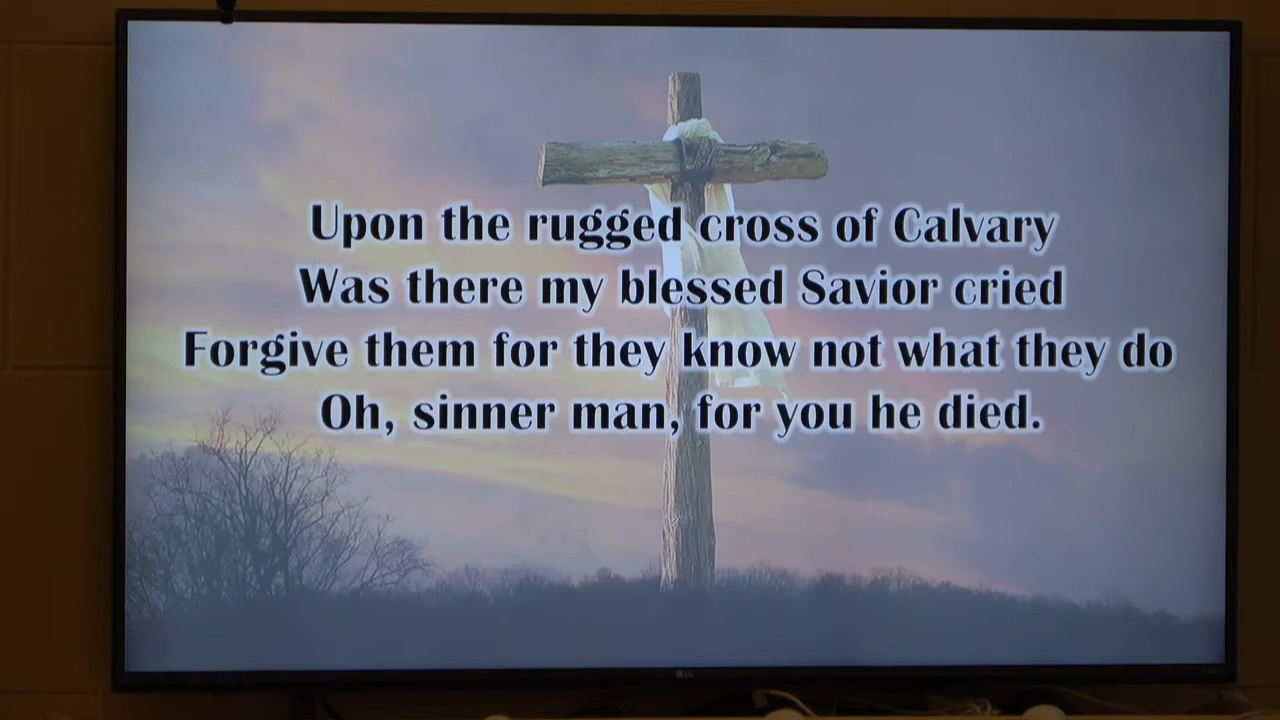 Upon the rugged cross of Calvary
Was there my blessed Savior cried
Forgive them for they know not what they do
Oh, sinner man, for you he died.
LG